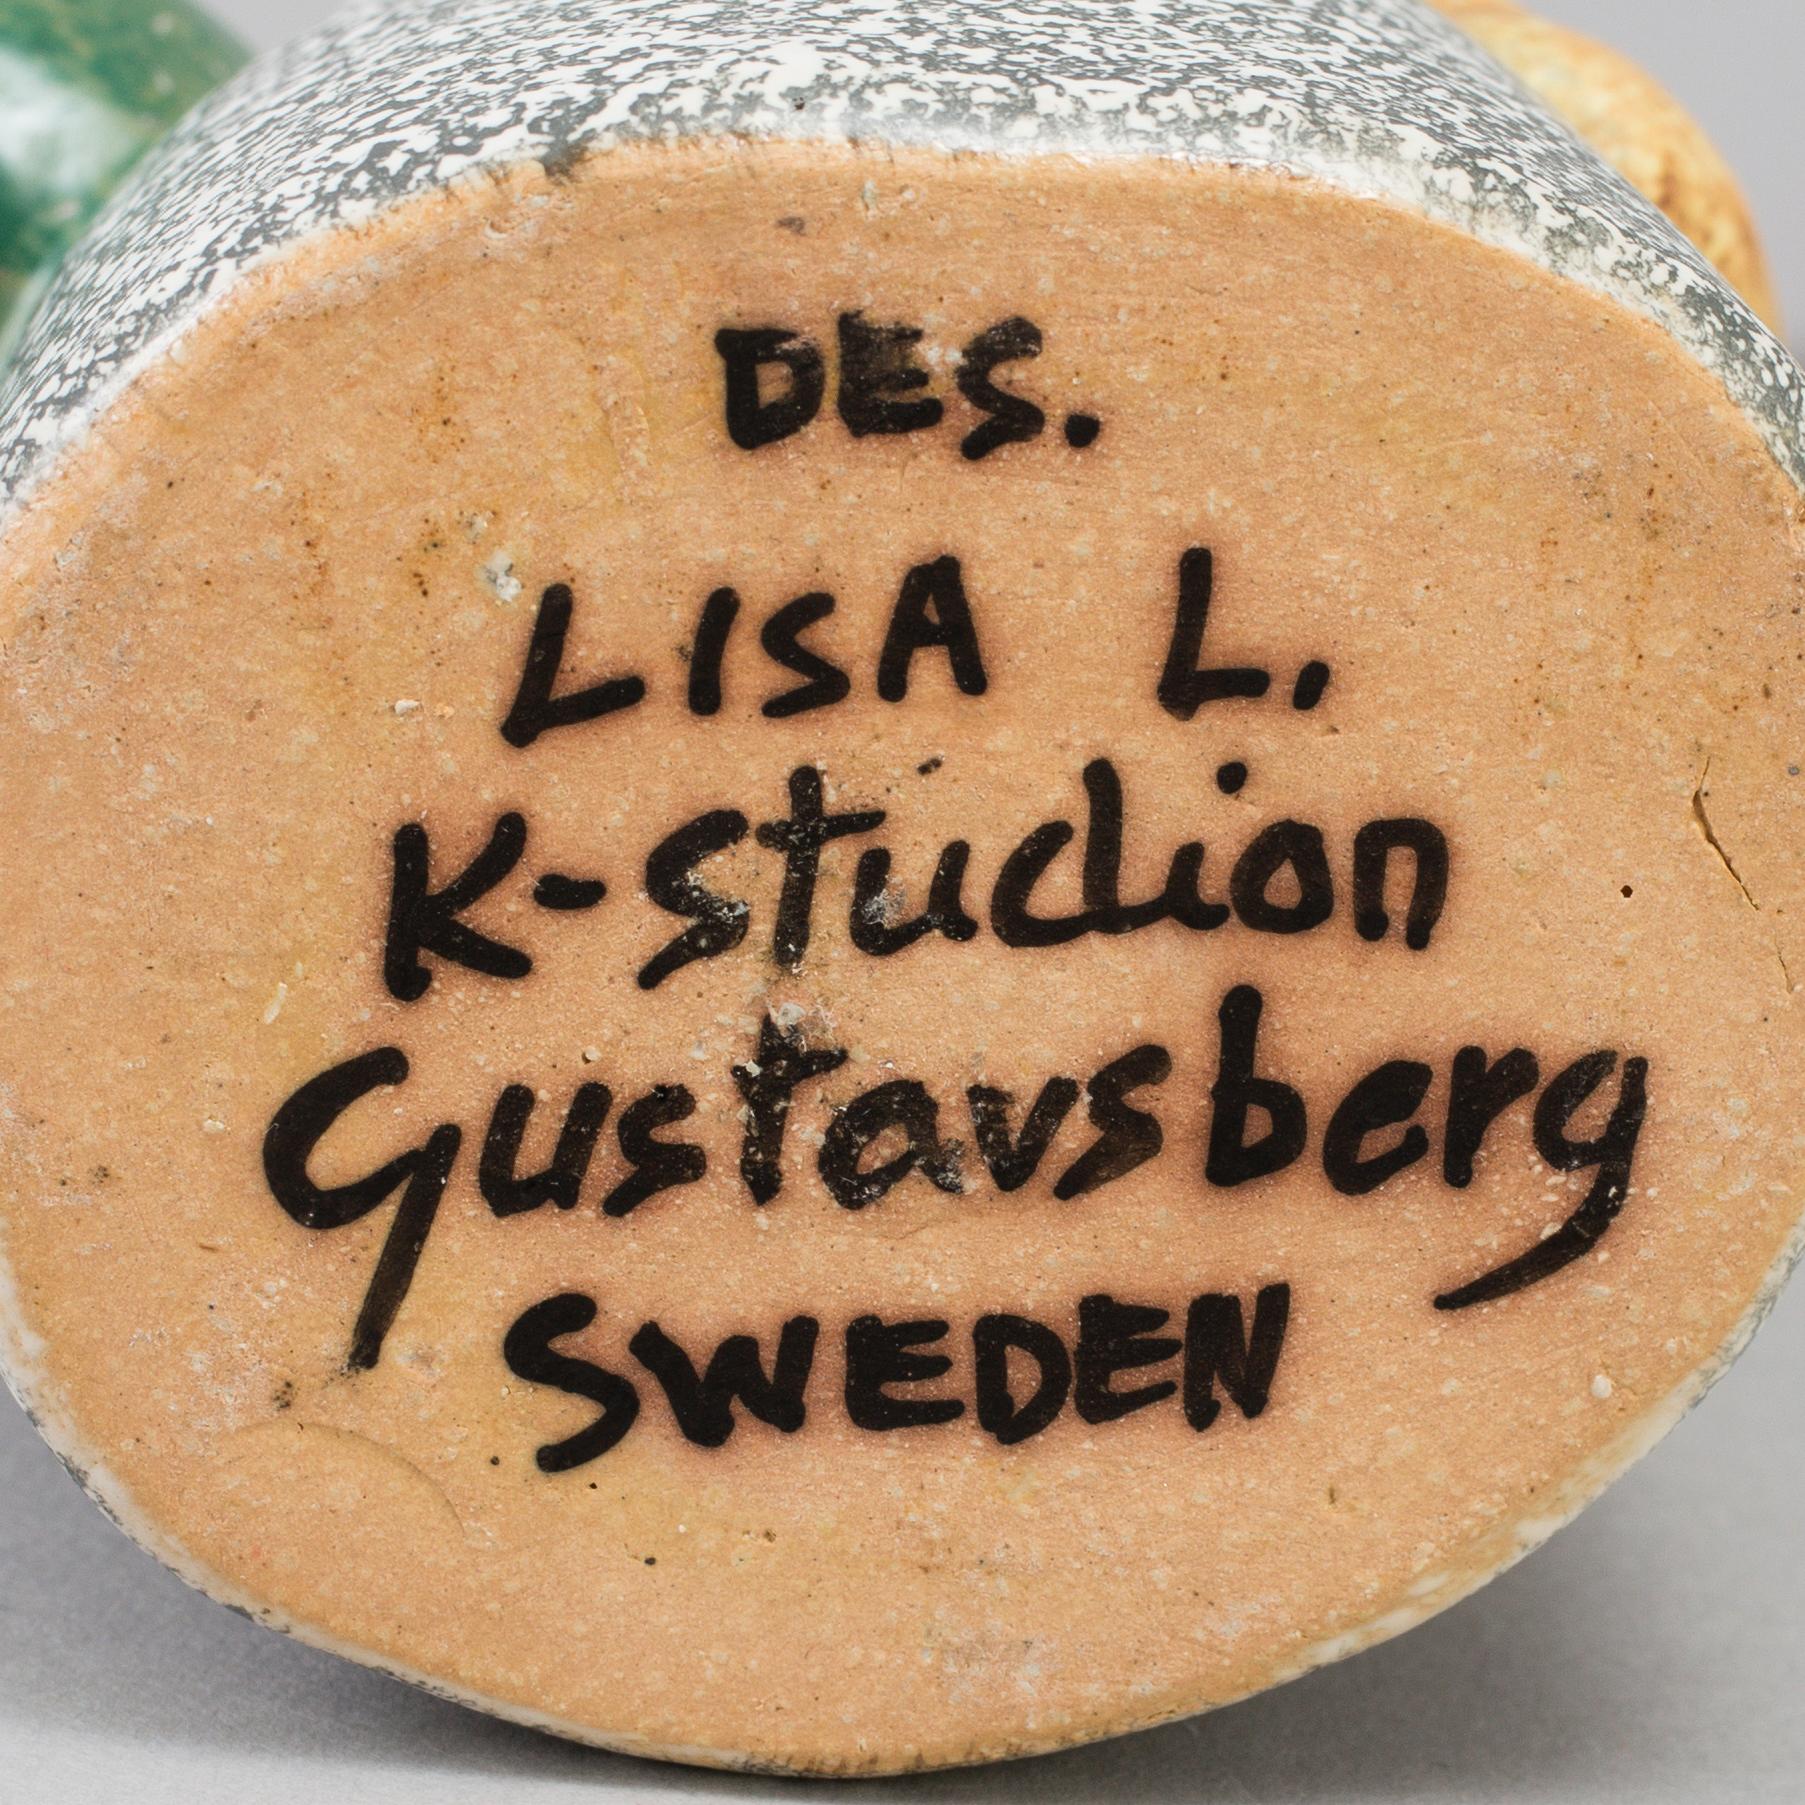 DES.
LISA L.
K-Studion
Gustavsberg
SWEDEN